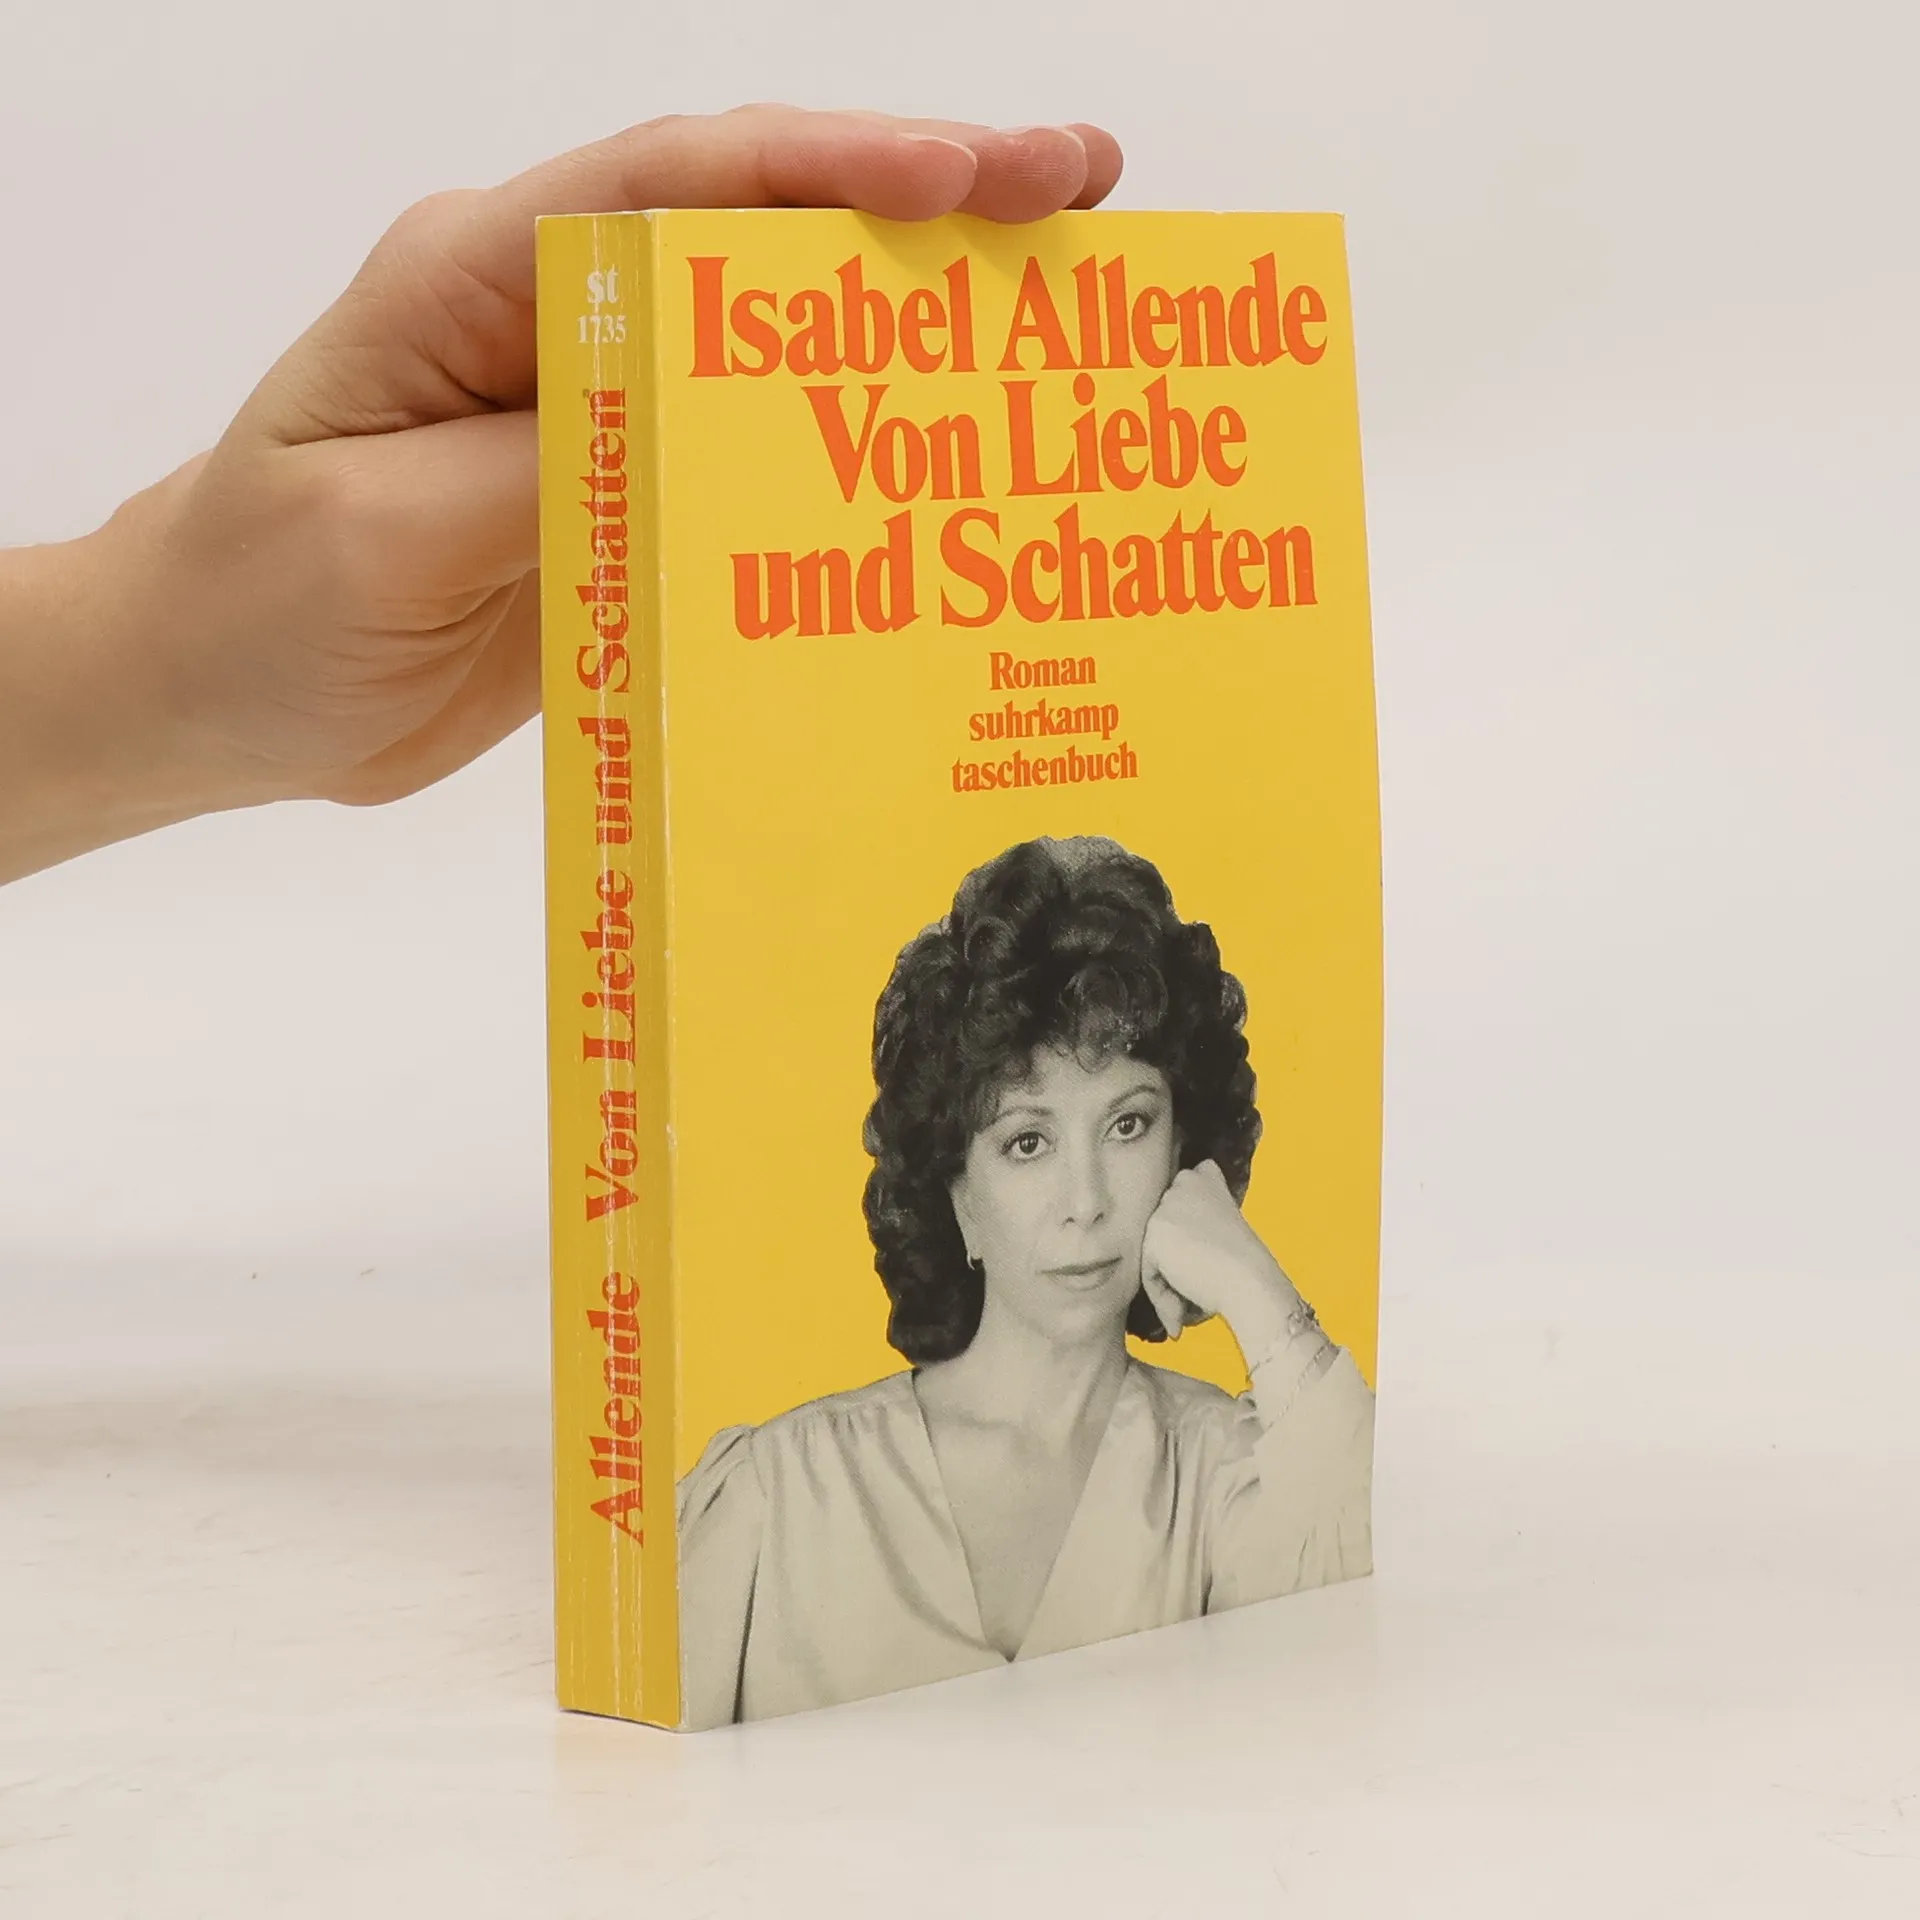 st
1735
Allende Von Liebe und Schatten
Isabel Allende
Von Liebe
und Schatten
Roman
suhrkamp
taschenbuch